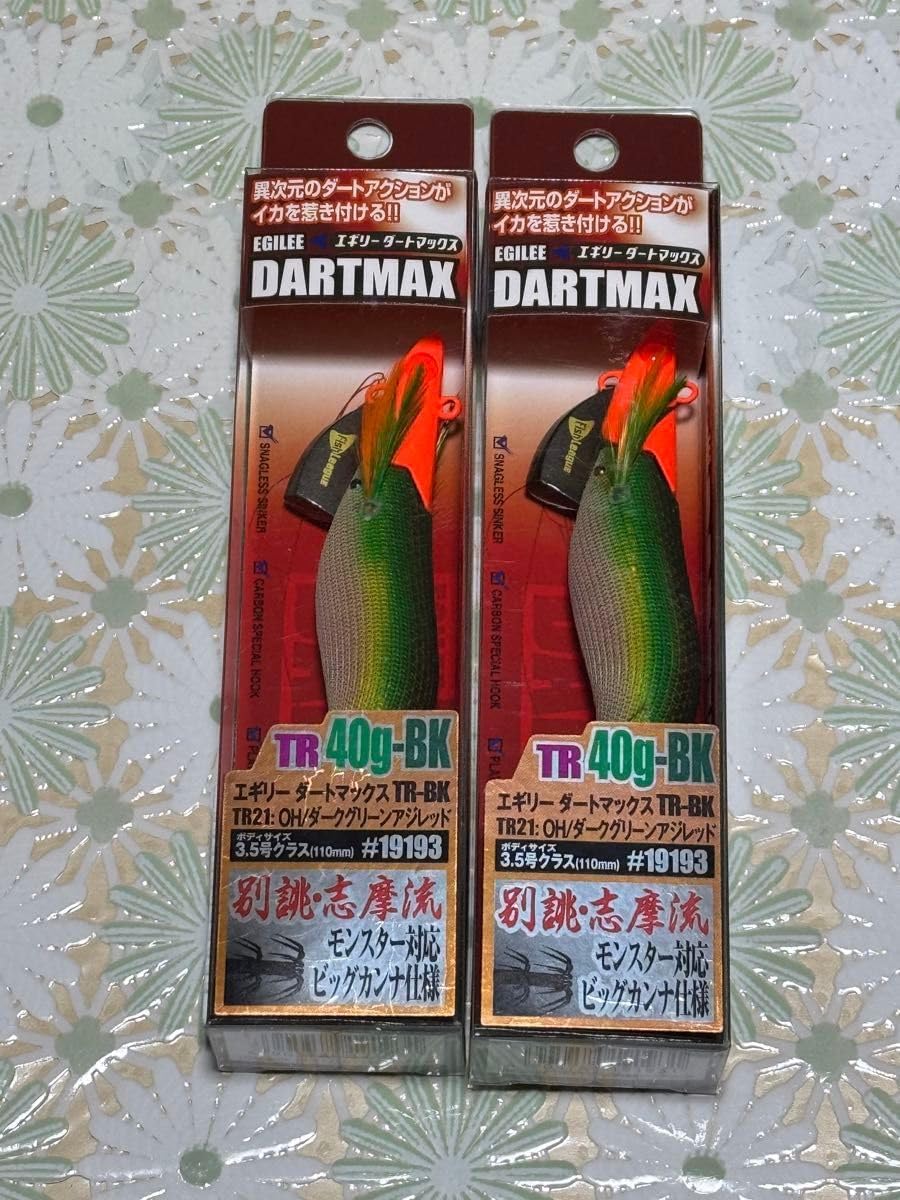 異次元のダートアクションが
イカを惹き付ける!!
EGILEE エギリーダートマックス
DARTMAX
FishLeague
SNAGLESS SINKER
CARBON SPECIAL HOOK
TR 40g-BK
エギリー ダートマックス TR-BK
TR21: OH/ダークグリーンアジレッド
ボディサイズ
3.5号クラス(110mm) #19193
別誂・志摩流
モンスター対応
ビッグカンナ仕様
異次元のダートアクションが
イカを惹き付ける!!
EGILEE エギリーダートマックス
DARTMAX
SNAGLESS SINKER
CARBON SPECIAL HOOK
TR 40g-BK
エギリー ダートマックス TR-BK
TR21: OH/ダークグリーンアジレッド
ボディサイズ
3.5号クラス(110mm) #19193
別誂・志摩流
モンスター対応
ビッグカンナ仕様